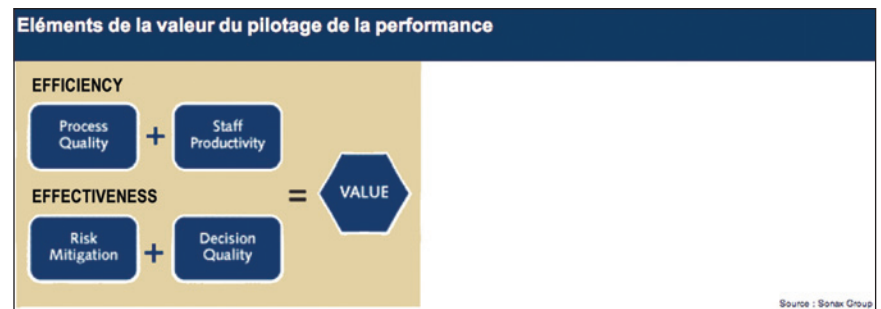 Eléments de la valeur du pilotage de la performance
EFFICIENCY
Process
Quality
+
Staff
Productivity
EFFECTIVENESS
=
VALUE
Risk
Mitigation
+
Decision
Quality
Source : Sonax Group